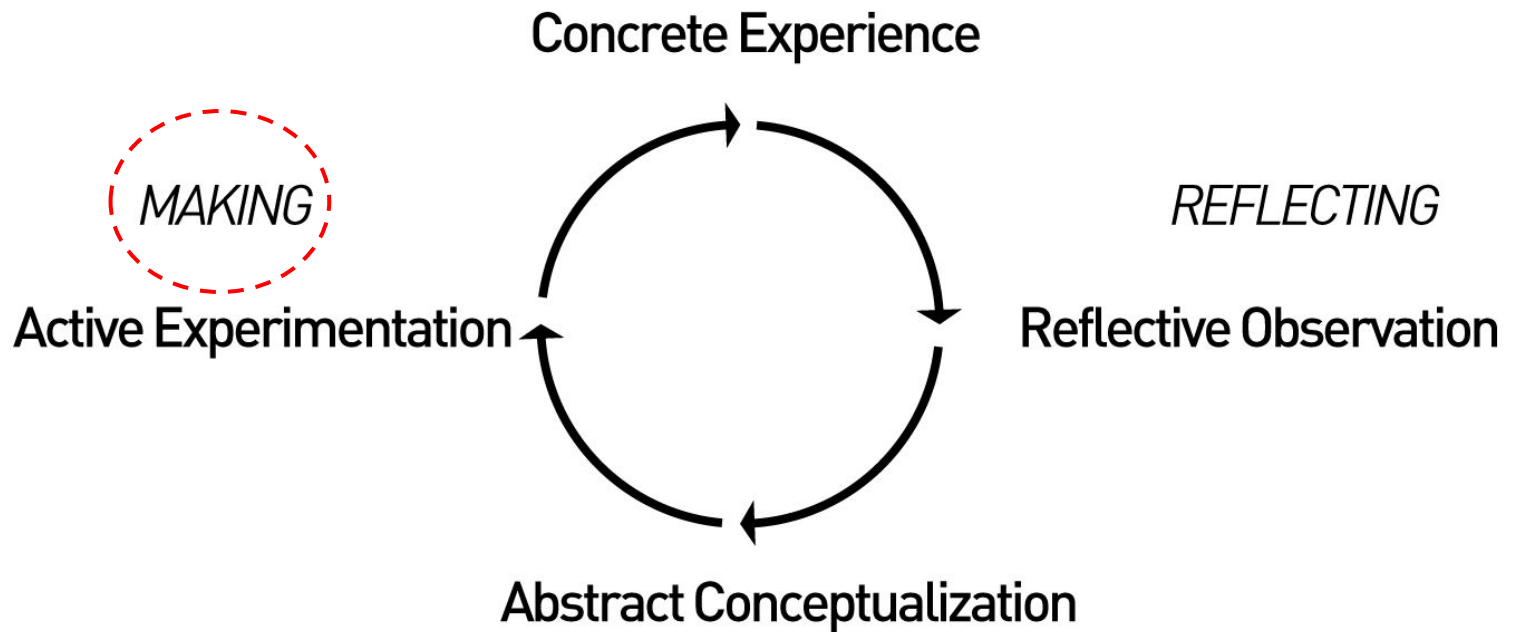 Concrete Experience
MAKING
REFLECTING
Active Experimentation
Reflective Observation
Abstract Conceptualization